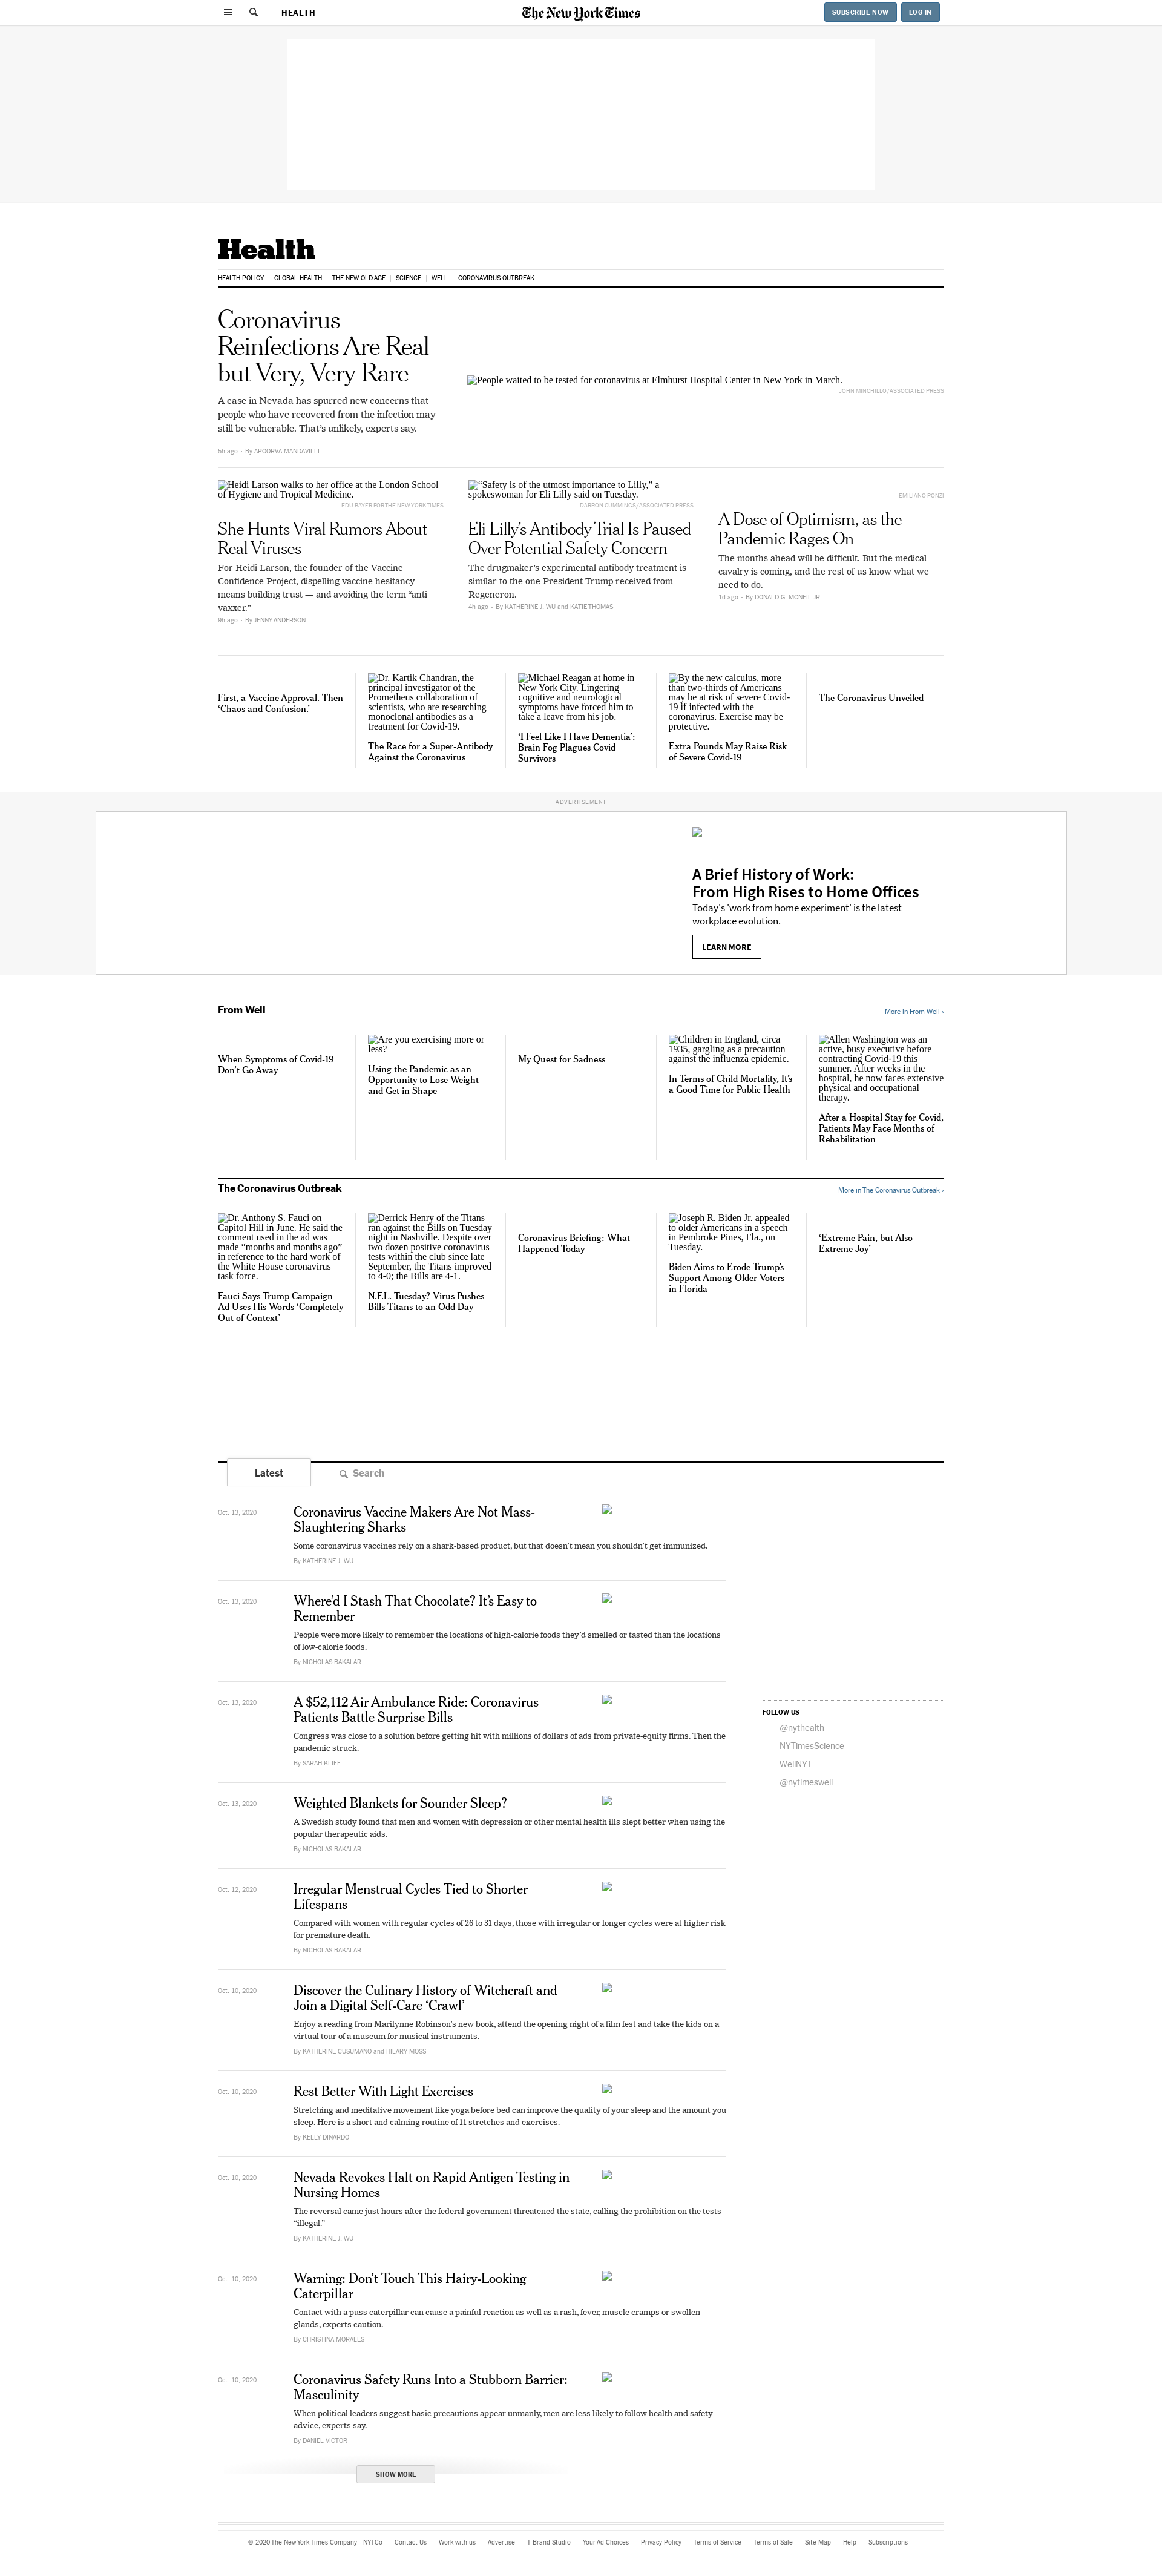 HEALTH
The New York Times
SUBSCRIBE NOW
LOG IN
Health
HEALTH POLICY
GLOBAL HEALTH
THE NEW OLD AGE
SCIENCE
WELL
CORONAVIRUS OUTBREAK
Coronavirus
Reinfections Are Real
but Very, Very Rare
A case in Nevada has spurred new concerns that
people who have recovered from the infection may
still be vulnerable. That’s unlikely, experts say.
5h ago - By APOORVA MANDAVILLI
People waited to be tested for coronavirus at Elmhurst Hospital Center in New York in March.
JOHN MINCHILLO/ASSOCIATED PRESS
Heidi Larson walks to her office at the London School
of Hygiene and Tropical Medicine.
EDU BAYER FOR THE NEW YORK TIMES
She Hunts Viral Rumors About
Real Viruses
For Heidi Larson, the founder of the Vaccine
Confidence Project, dispelling vaccine hesitancy
means building trust — and avoiding the term “anti-
vaxxer.”
9h ago - By JENNY ANDERSON
“Safety is of the utmost importance to Lilly,” a
spokeswoman for Eli Lilly said on Tuesday.
DARRON CUMMINGS/ASSOCIATED PRESS
Eli Lilly’s Antibody Trial Is Paused
Over Potential Safety Concern
The drugmaker’s experimental antibody treatment is
similar to the one President Trump received from
Regeneron.
4h ago - By KATHERINE J. WU and KATIE THOMAS
EMILIANO PONZI
A Dose of Optimism, as the
Pandemic Rages On
The months ahead will be difficult. But the medical
cavalry is coming, and the rest of us know what we
need to do.
1d ago - By DONALD G. MCNEIL JR.
First, a Vaccine Approval. Then
‘Chaos and Confusion.’
Dr. Kartik Chandran, the
principal investigator of the
Prometheus collaboration of
scientists, who are researching
monoclonal antibodies as a
treatment for Covid-19.
The Race for a Super-Antibody
Against the Coronavirus
Michael Reagan at home in
New York City. Lingering
cognitive and neurological
symptoms have forced him to
take a leave from his job.
‘I Feel Like I Have Dementia’:
Brain Fog Plagues Covid
Survivors
By the new calculus, more
than two-thirds of Americans
may be at risk of severe Covid-
19 if infected with the
coronavirus. Exercise may be
protective.
Extra Pounds May Raise Risk
of Severe Covid-19
The Coronavirus Unveiled
ADVERTISEMENT
A Brief History of Work:
From High Rises to Home Offices
Today's 'work from home experiment' is the latest
workplace evolution.
LEARN MORE
From Well
More in From Well ›
When Symptoms of Covid-19
Don’t Go Away
Are you exercising more or
less?
Using the Pandemic as an
Opportunity to Lose Weight
and Get in Shape
My Quest for Sadness
Children in England, circa
1935, gargling as a precaution
against the influenza epidemic.
In Terms of Child Mortality, It’s
a Good Time for Public Health
Allen Washington was an
active, busy executive before
contracting Covid-19 this
summer. After weeks in the
hospital, he now faces extensive
physical and occupational
therapy.
After a Hospital Stay for Covid,
Patients May Face Months of
Rehabilitation
The Coronavirus Outbreak
More in The Coronavirus Outbreak ›
Dr. Anthony S. Fauci on
Capitol Hill in June. He said the
comment used in the ad was
made “months and months ago”
in reference to the hard work of
the White House coronavirus
task force.
Fauci Says Trump Campaign
Ad Uses His Words ‘Completely
Out of Context’
Derrick Henry of the Titans
ran against the Bills on Tuesday
night in Nashville. Despite over
two dozen positive coronavirus
tests within the club since late
September, the Titans improved
to 4-0; the Bills are 4-1.
N.F.L. Tuesday? Virus Pushes
Bills-Titans to an Odd Day
Coronavirus Briefing: What
Happened Today
Joseph R. Biden Jr. appealed
to older Americans in a speech
in Pembroke Pines, Fla., on
Tuesday.
Biden Aims to Erode Trump’s
Support Among Older Voters
in Florida
‘Extreme Pain, but Also
Extreme Joy’
Latest
Search
Oct. 13, 2020
Coronavirus Vaccine Makers Are Not Mass-
Slaughtering Sharks
Some coronavirus vaccines rely on a shark-based product, but that doesn’t mean you shouldn’t get immunized.
By KATHERINE J. WU
Oct. 13, 2020
Where’d I Stash That Chocolate? It’s Easy to
Remember
People were more likely to remember the locations of high-calorie foods they’d smelled or tasted than the locations
of low-calorie foods.
By NICHOLAS BAKALAR
Oct. 13, 2020
A $52,112 Air Ambulance Ride: Coronavirus
Patients Battle Surprise Bills
Congress was close to a solution before getting hit with millions of dollars of ads from private-equity firms. Then the
pandemic struck.
By SARAH KLIFF
Oct. 13, 2020
Weighted Blankets for Sounder Sleep?
A Swedish study found that men and women with depression or other mental health ills slept better when using the
popular therapeutic aids.
By NICHOLAS BAKALAR
Oct. 12, 2020
Irregular Menstrual Cycles Tied to Shorter
Lifespans
Compared with women with regular cycles of 26 to 31 days, those with irregular or longer cycles were at higher risk
for premature death.
By NICHOLAS BAKALAR
Oct. 10, 2020
Discover the Culinary History of Witchcraft and
Join a Digital Self-Care ‘Crawl’
Enjoy a reading from Marilynne Robinson’s new book, attend the opening night of a film fest and take the kids on a
virtual tour of a museum for musical instruments.
By KATHERINE CUSUMANO and HILARY MOSS
Oct. 10, 2020
Rest Better With Light Exercises
Stretching and meditative movement like yoga before bed can improve the quality of your sleep and the amount you
sleep. Here is a short and calming routine of 11 stretches and exercises.
By KELLY DINARDO
Oct. 10, 2020
Nevada Revokes Halt on Rapid Antigen Testing in
Nursing Homes
The reversal came just hours after the federal government threatened the state, calling the prohibition on the tests
“illegal.”
By KATHERINE J. WU
Oct. 10, 2020
Warning: Don’t Touch This Hairy-Looking
Caterpillar
Contact with a puss caterpillar can cause a painful reaction as well as a rash, fever, muscle cramps or swollen
glands, experts caution.
By CHRISTINA MORALES
Oct. 10, 2020
Coronavirus Safety Runs Into a Stubborn Barrier:
Masculinity
When political leaders suggest basic precautions appear unmanly, men are less likely to follow health and safety
advice, experts say.
By DANIEL VICTOR
SHOW MORE
FOLLOW US
@nythealth
NYTimesScience
WellNYT
@nytimeswell
© 2020 The New York Times Company
NYTCo
Contact Us
Work with us
Advertise
T Brand Studio
Your Ad Choices
Privacy Policy
Terms of Service
Terms of Sale
Site Map
Help
Subscriptions